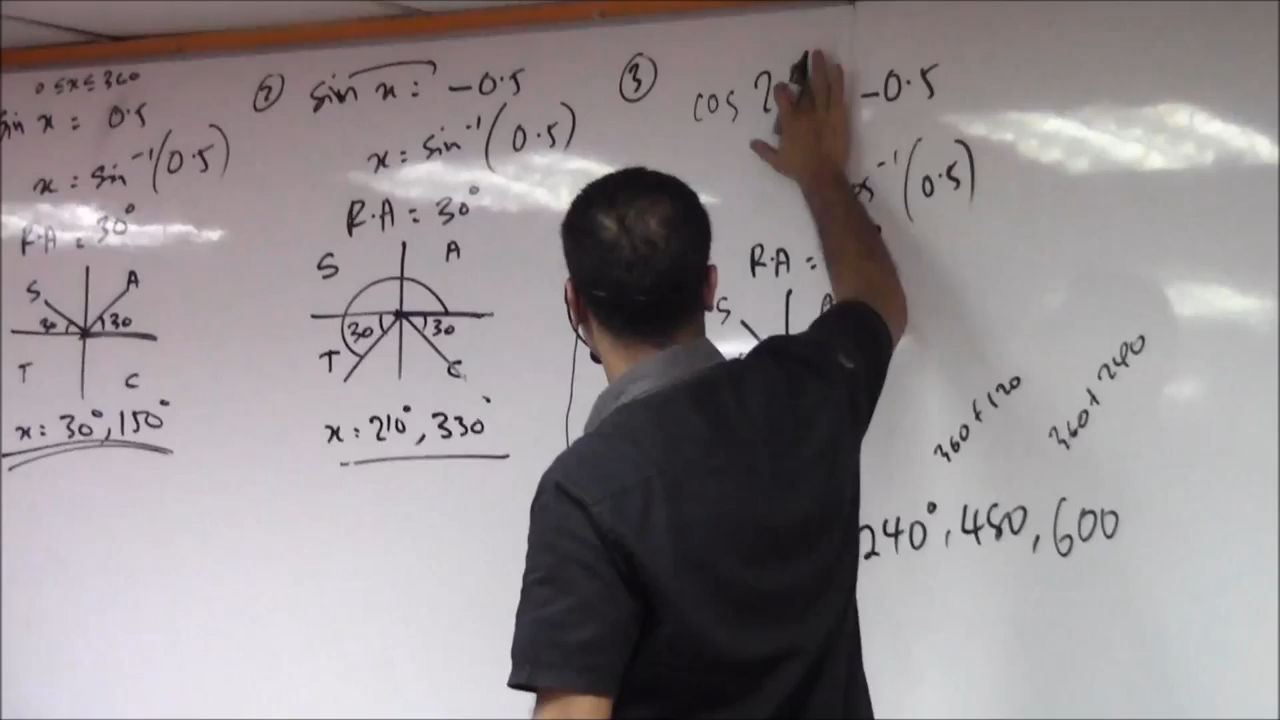 0 ≤ x ≤ 360
sin x = 0.5
x = sin⁻¹(0.5)
R.A = 30°
S A
30 30
T C
x = 30°, 150°
② sin x = -0.5
x = sin⁻¹(0.5)
R.A = 30°
S A
30 30
T C
x = 210°, 330°
③ cos 2 -0.5
os⁻¹(0.5)
R.A =
S A
360+120 360+240
240°, 480, 600